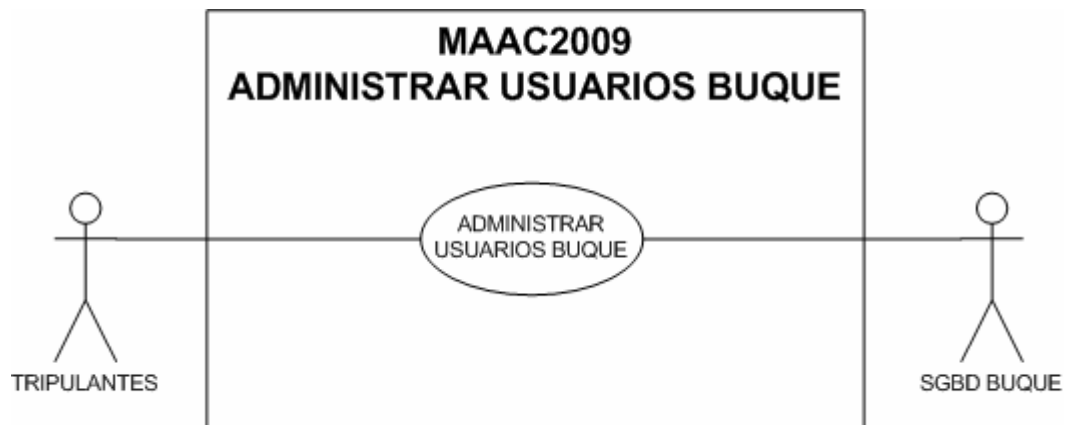 MAAC2009
ADMINISTRAR USUARIOS BUQUE
ADMINISTRAR
USUARIOS BUQUE
TRIPULANTES
SGBD BUQUE